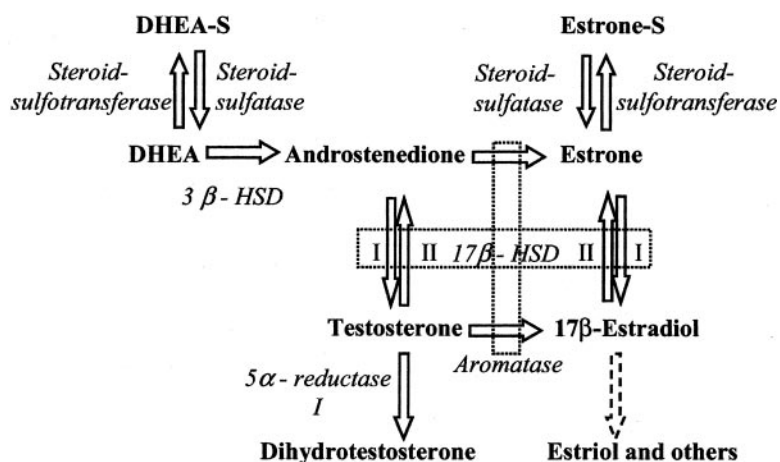 DHEA-S Estrone-S
Steroid- Steroid- Steroid- Steroid-
sulfotransferase sulfatase sulfatase sulfotransferase
DHEA Androstenedione Estrone
3 β - HSD
I II 17β - HSD II I
Testosterone 17β-Estradiol
5α - reductase Aromatase
I
Dihydrotestosterone Estriol and others